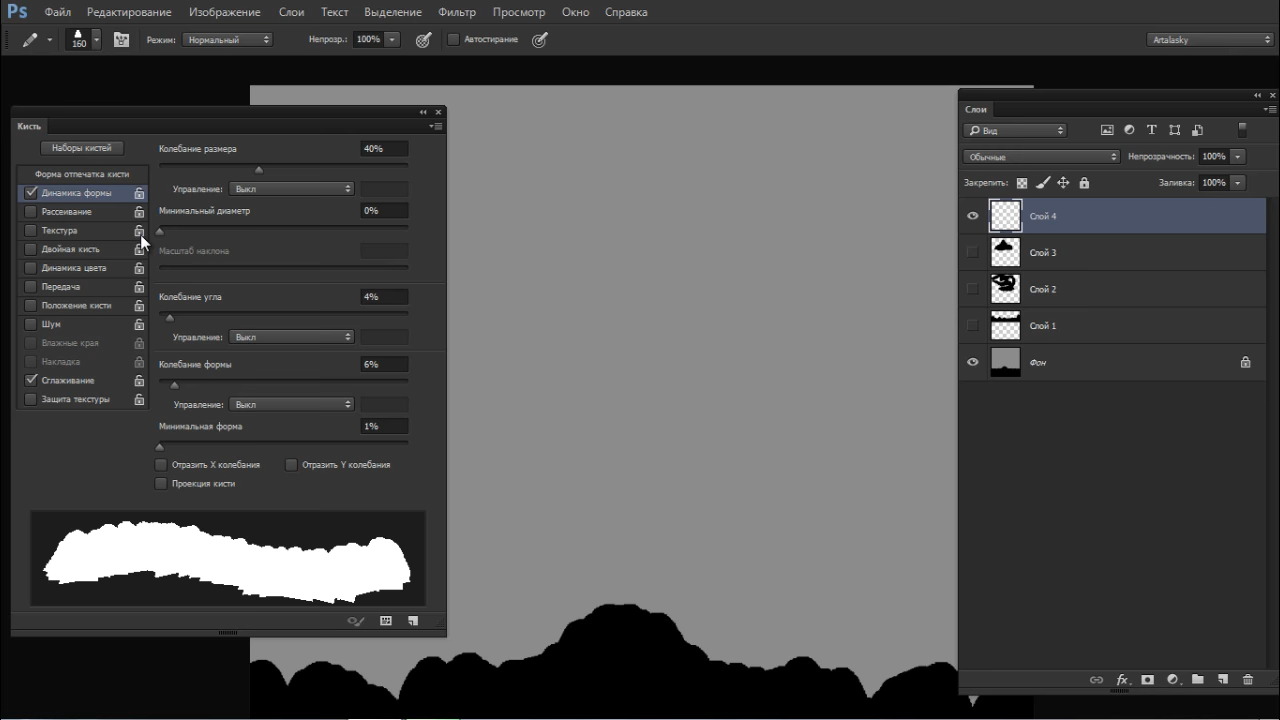 Ps Файл Редактирование Изображение Слои Текст Выделение Фильтр Просмотр Окно Справка
160 Режим: Нормальный Непрозр.: 100% Автостирание Artalasky
Кисть
Наборы кистей
Форма отпечатка кисти
Динамика формы
Рассеивание
Текстура
Двойная кисть
Динамика цвета
Передача
Положение кисти
Шум
Влажные края
Накладка
Сглаживание
Защита текстуры
Колебание размера 40%
Управление: Выкл
Минимальный диаметр 0%
Масштаб наклона
Колебание угла 4%
Управление: Выкл
Колебание формы 6%
Управление: Выкл
Минимальная форма 1%
Отразить X колебания Отразить Y колебания
Проекция кисти
Слои
Вид
Обычные Непрозрачность: 100%
Закрепить: Заливка: 100%
Слой 4
Слой 3
Слой 2
Слой 1
Фон
fx